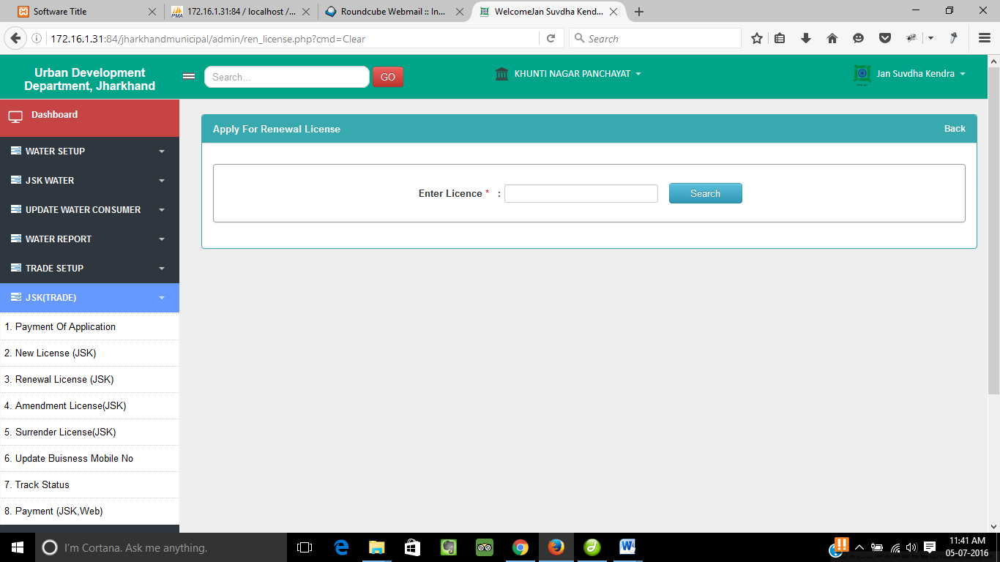 Software Title
172.16.1.31:84 / localhost /...
Roundcube Webmail :: In...
WelcomeJan Suvdha Kend...
172.16.1.31:84/jharkhandmunicipal/admin/ren_license.php?cmd=Clear
Search
Urban Development
Department, Jharkhand
Search...
GO
KHUNTI NAGAR PANCHAYAT
Jan Suvdha Kendra
Dashboard
WATER SETUP
JSK WATER
UPDATE WATER CONSUMER
WATER REPORT
TRADE SETUP
JSK(TRADE)
1. Payment Of Application
2. New License (JSK)
3. Renewal License (JSK)
4. Amendment License(JSK)
5. Surrender License(JSK)
6. Update Buisness Mobile No
7. Track Status
8. Payment (JSK,Web)
Apply For Renewal License
Back
Enter Licence * :
Search
I'm Cortana. Ask me anything.
11:41 AM
05-07-2016